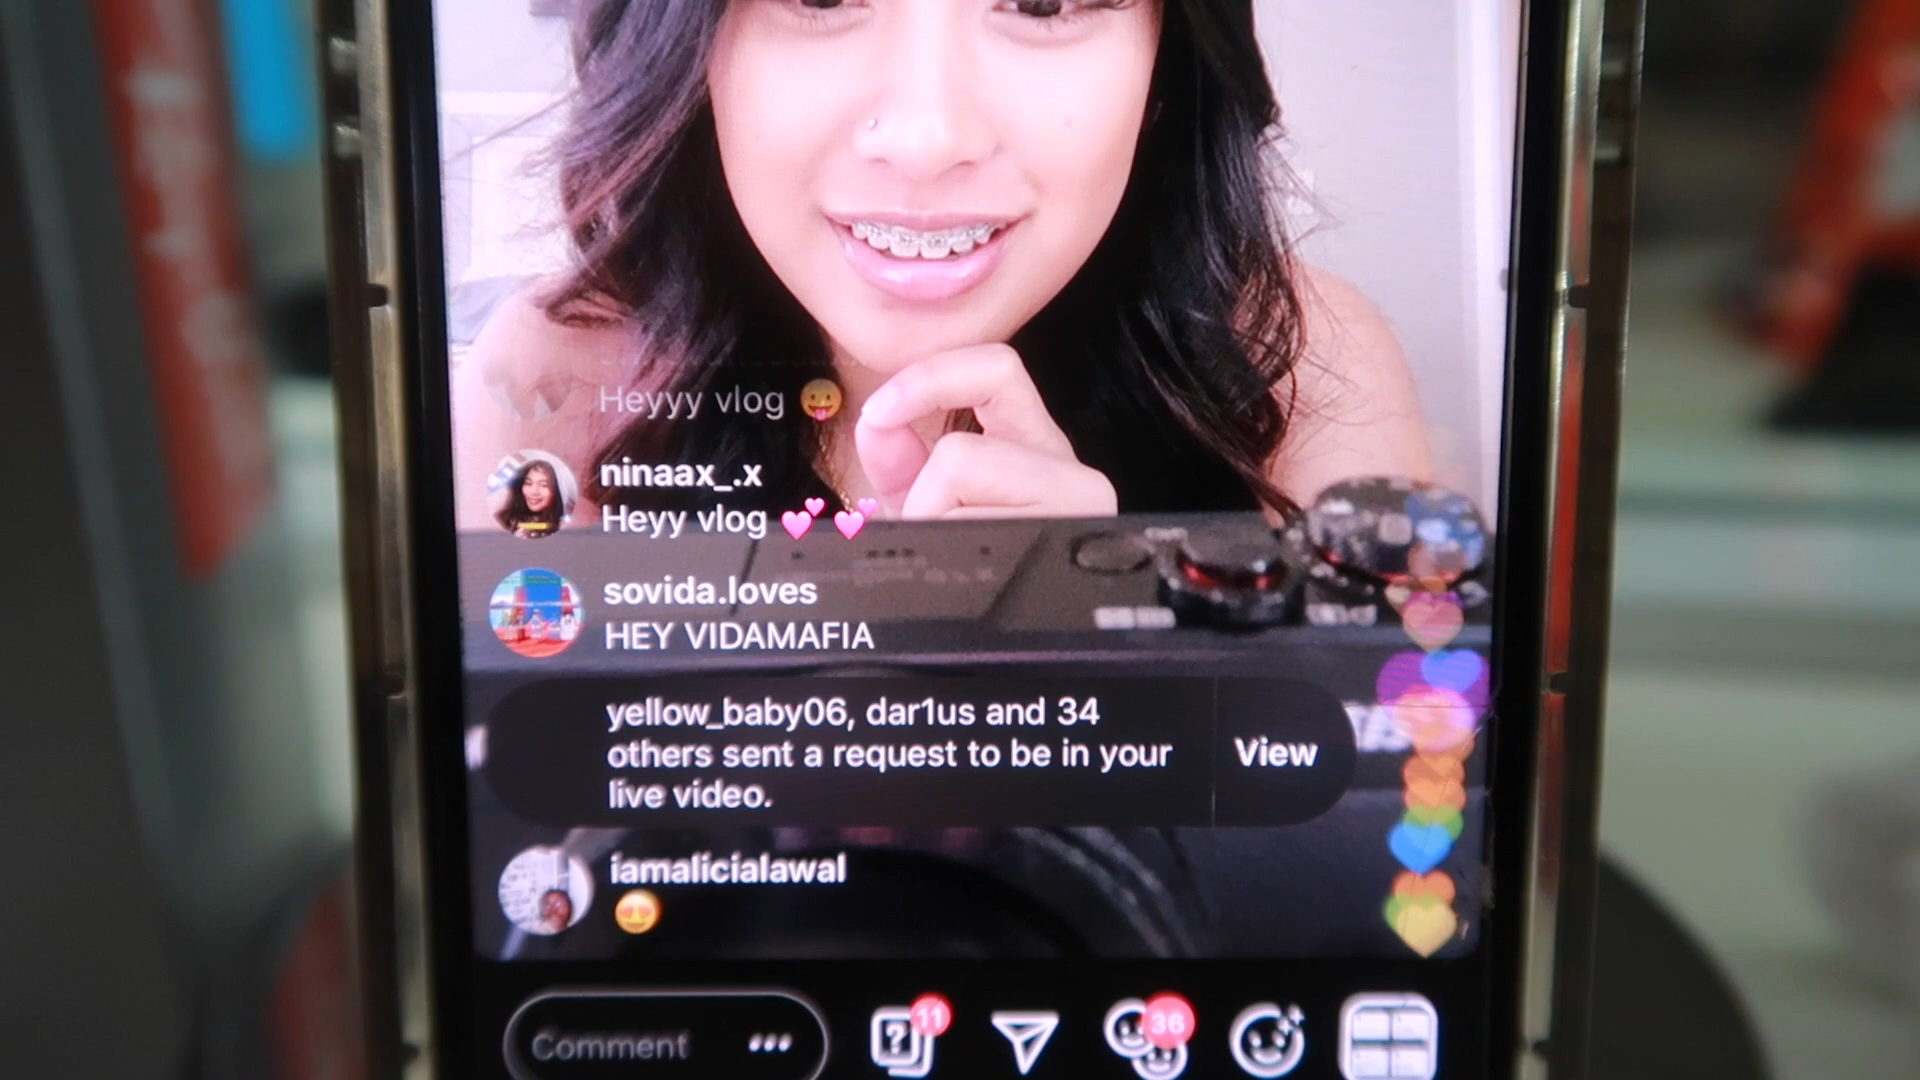 Heyyy vlog 😛
ninaax_.x
Heyy vlog 💕 💕
sovida.loves
HEY VIDAMAFIA
yellow_baby06, dar1us and 34
others sent a request to be in your
live video.
View
iamalicialawal
😍
Comment
11
36